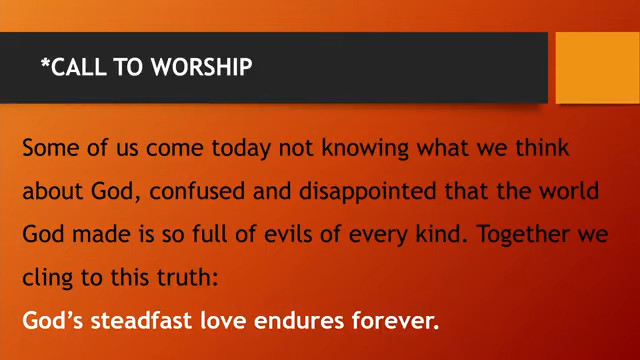 *CALL TO WORSHIP
Some of us come today not knowing what we think
about God, confused and disappointed that the world
God made is so full of evils of every kind. Together we
cling to this truth:
God’s steadfast love endures forever.